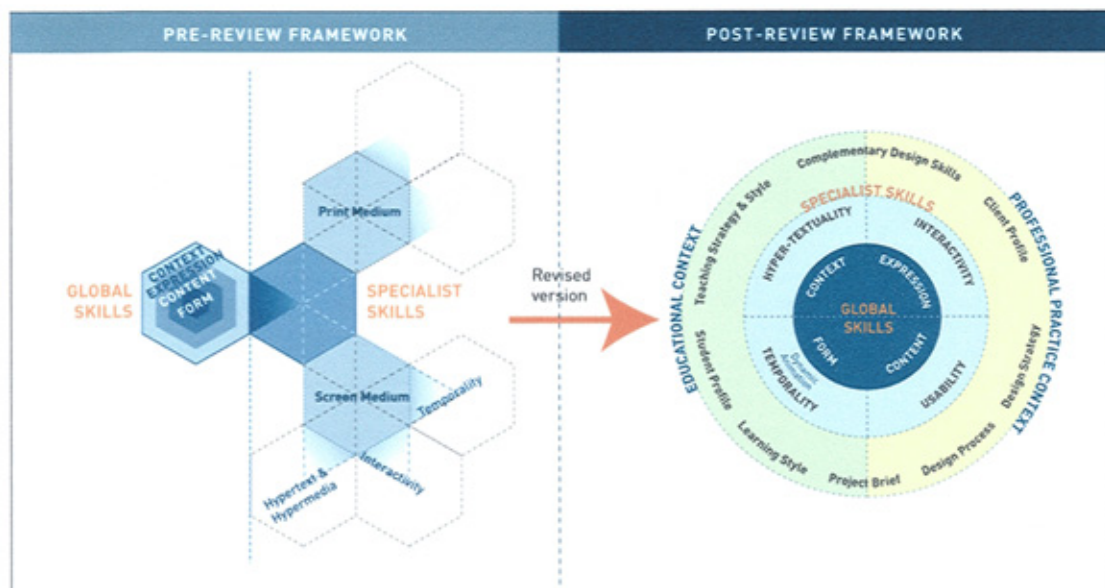 PRE-REVIEW FRAMEWORK
POST-REVIEW FRAMEWORK
GLOBAL
SKILLS
CONTEXT
EXPRESSION
CONTENT
FORM
Print Medium
SPECIALIST
SKILLS
Screen Medium
Temporality
Interactivity
Hypertext &
Hypermedia
Revised
version
EDUCATIONAL CONTEXT
PROFESSIONAL PRACTICE CONTEXT
Teaching Strategy & Style
Complementary Design Skills
Client Profile
Design Strategy
Design Process
Project Brief
Learning Style
Student Profile
SPECIALIST SKILLS
HYPER-TEXTUALITY
INTERACTIVITY
USABILITY
TEMPORALITY
Dynamic
Animation
CONTEXT
EXPRESSION
CONTENT
FORM
GLOBAL
SKILLS